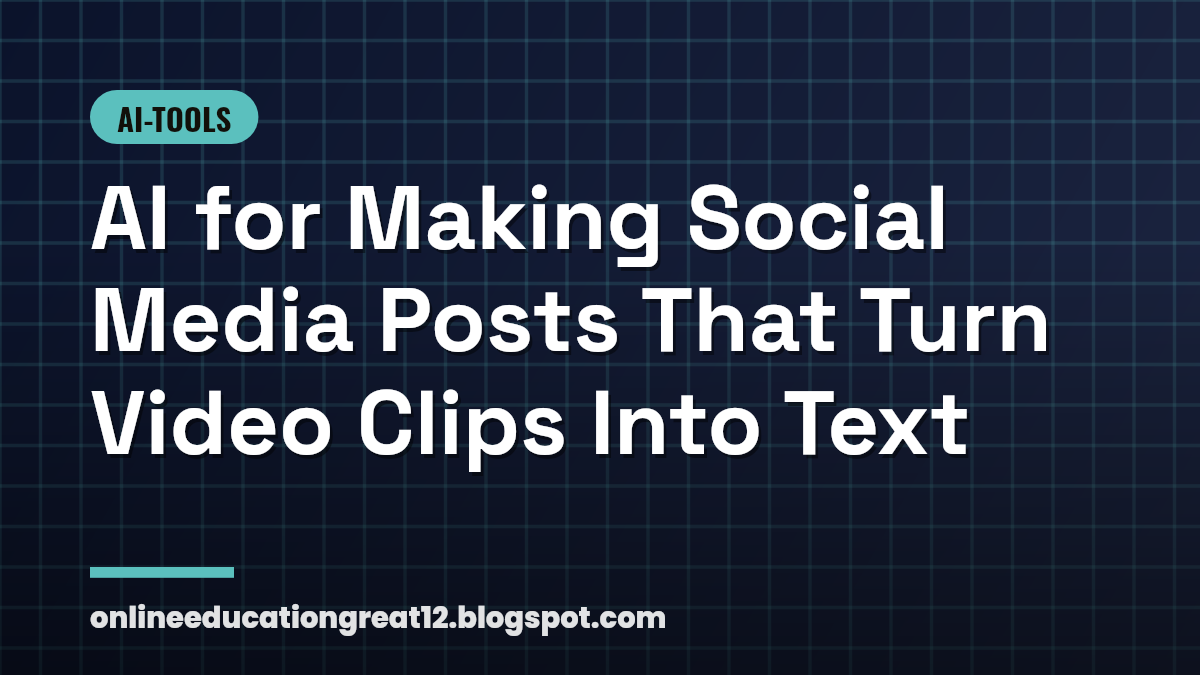 AI-TOOLS
AI for Making Social
Media Posts That Turn
Video Clips Into Text
onlineeducationgreat12.blogspot.com